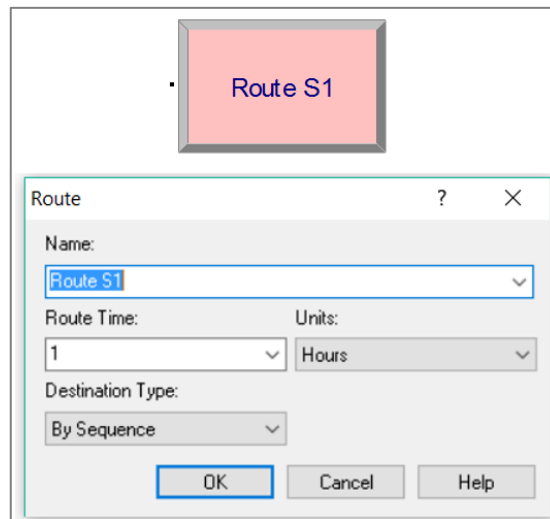 Route S1
Route ?
Name:
Route S1
Route Time: Units:
1 Hours
Destination Type:
By Sequence
OK Cancel Help